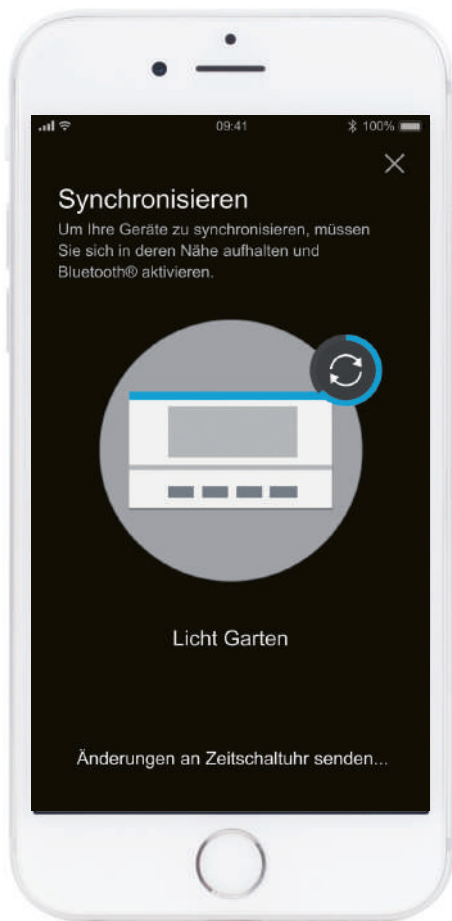 09:41
100%
Synchronisieren
Um Ihre Geräte zu synchronisieren, müssen
Sie sich in deren Nähe aufhalten und
Bluetooth® aktivieren.
Licht Garten
Änderungen an Zeitschaltuhr senden...